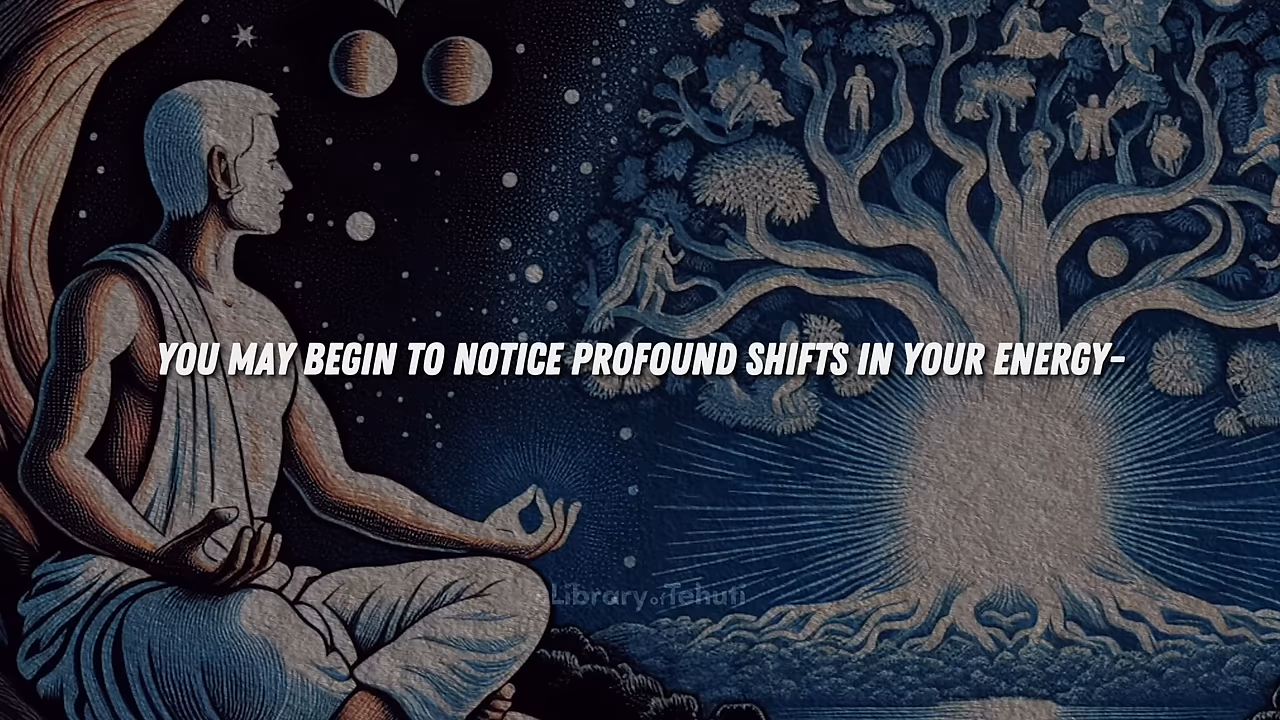 YOU MAY BEGIN TO NOTICE PROFOUND SHIFTS IN YOUR ENERGY-
Library of Tehuti